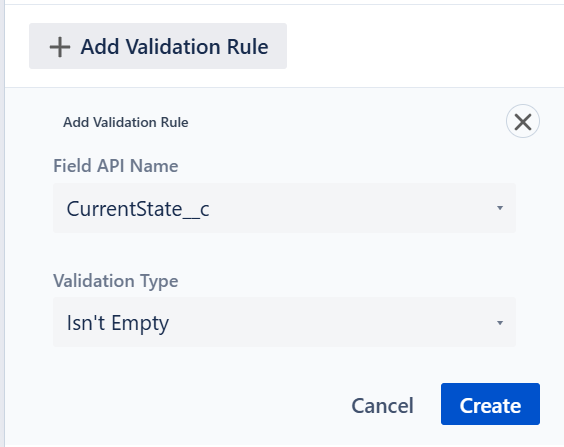 Add Validation Rule
Add Validation Rule
Field API Name
CurrentState__c
Validation Type
Isn't Empty
Cancel Create